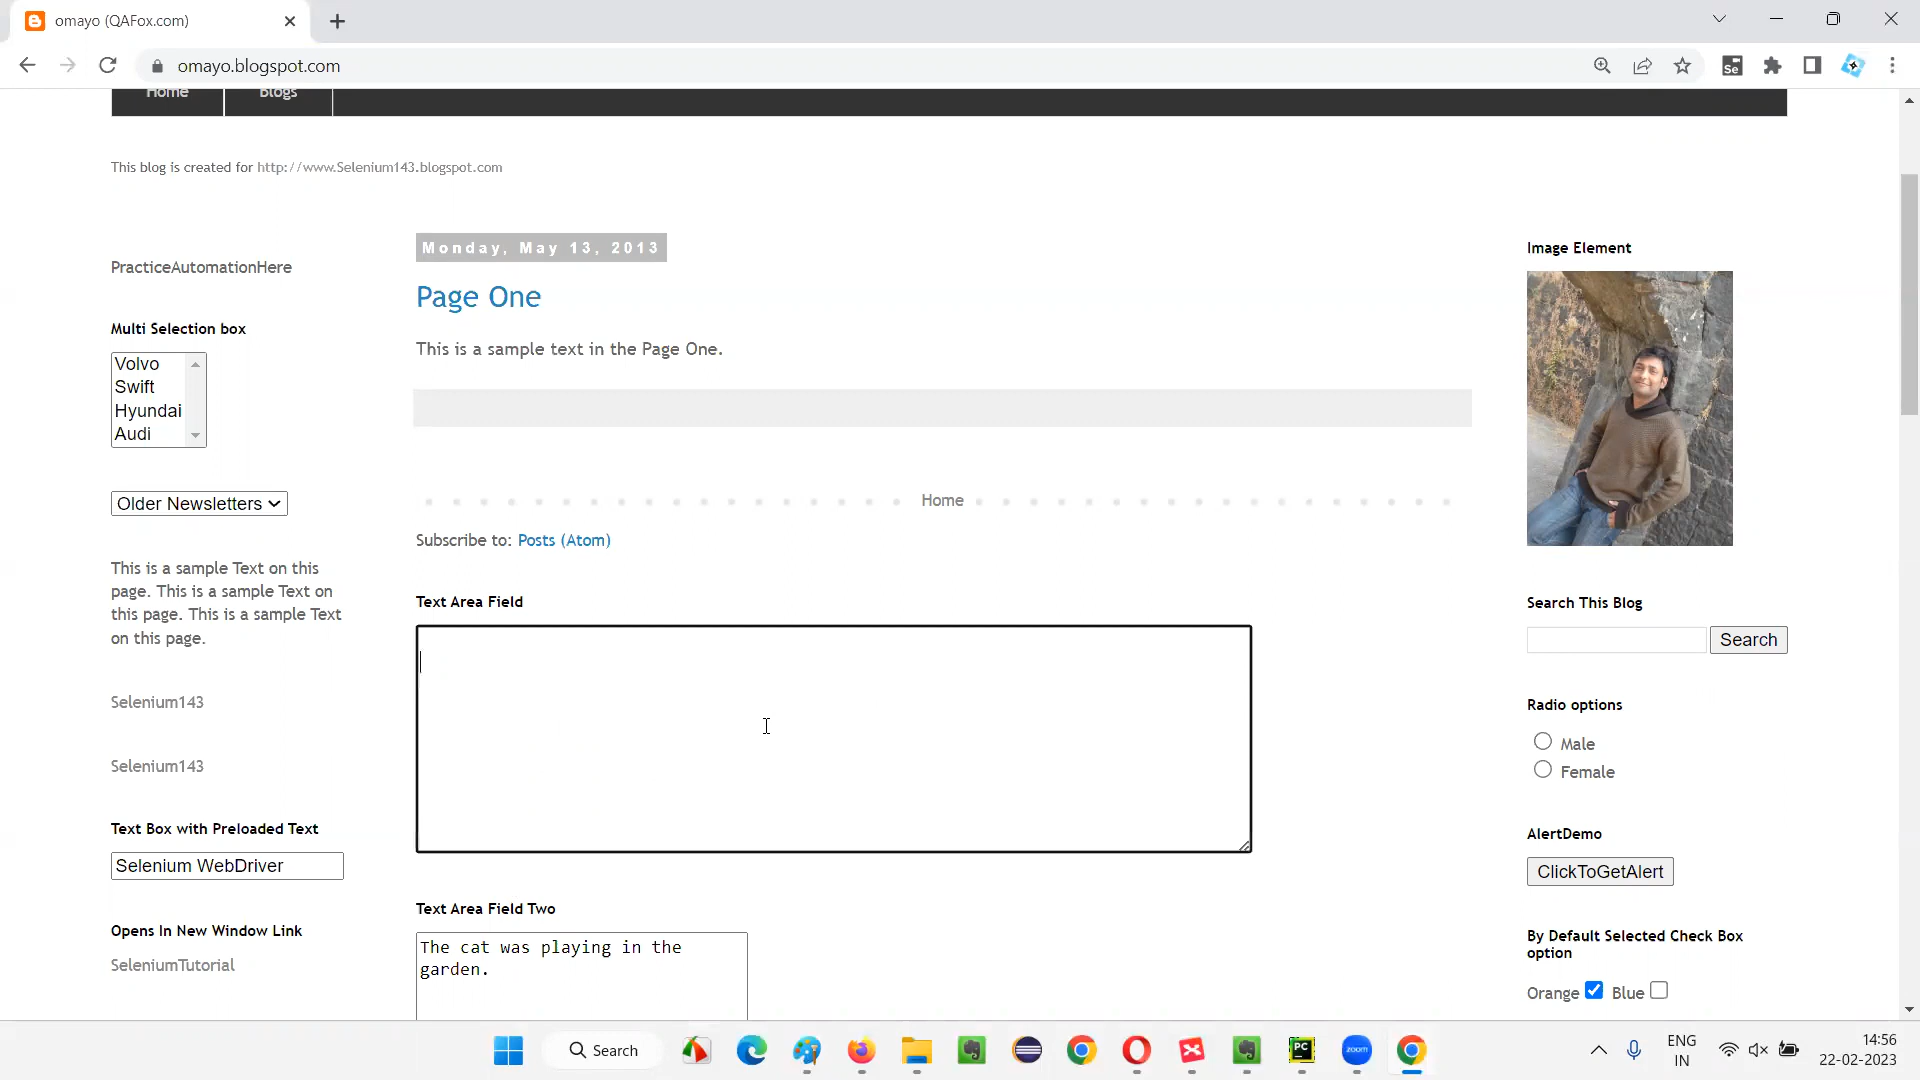 omayo (QAFox.com)
omayo.blogspot.com
Se
Home
Blogs
This blog is created for http://www.Selenium143.blogspot.com
PracticeAutomationHere
Multi Selection box
Volvo
Swift
Hyundai
Audi
Older Newsletters
This is a sample Text on this
page. This is a sample Text on
this page. This is a sample Text
on this page.
Selenium143
Selenium143
Text Box with Preloaded Text
Selenium WebDriver
Opens In New Window Link
SeleniumTutorial
Monday, May 13, 2013
Page One
This is a sample text in the Page One.
Home
Subscribe to: Posts (Atom)
Text Area Field
Text Area Field Two
The cat was playing in the
garden.
Image Element
Search This Blog
Search
Radio options
Male
Female
AlertDemo
ClickToGetAlert
By Default Selected Check Box
option
Orange Blue
Search
PC
zoom
ENG
IN
14:56
22-02-2023